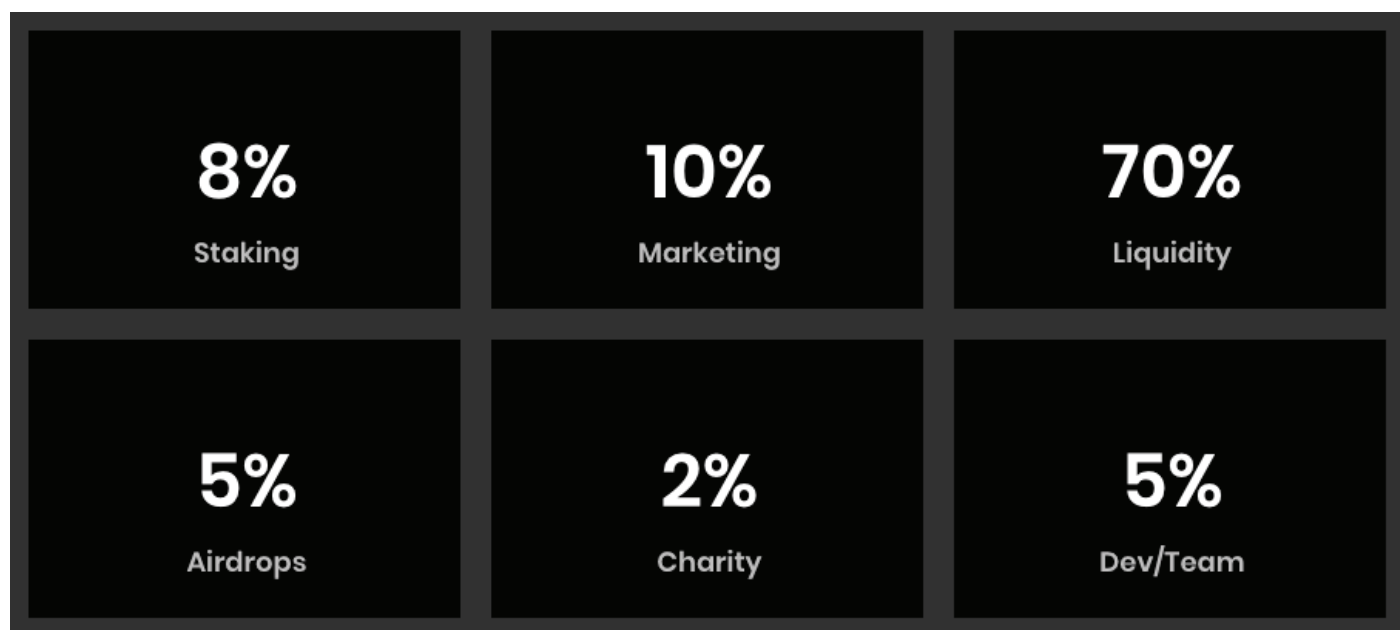 8%
Staking
10%
Marketing
70%
Liquidity
5%
Airdrops
2%
Charity
5%
Dev/Team